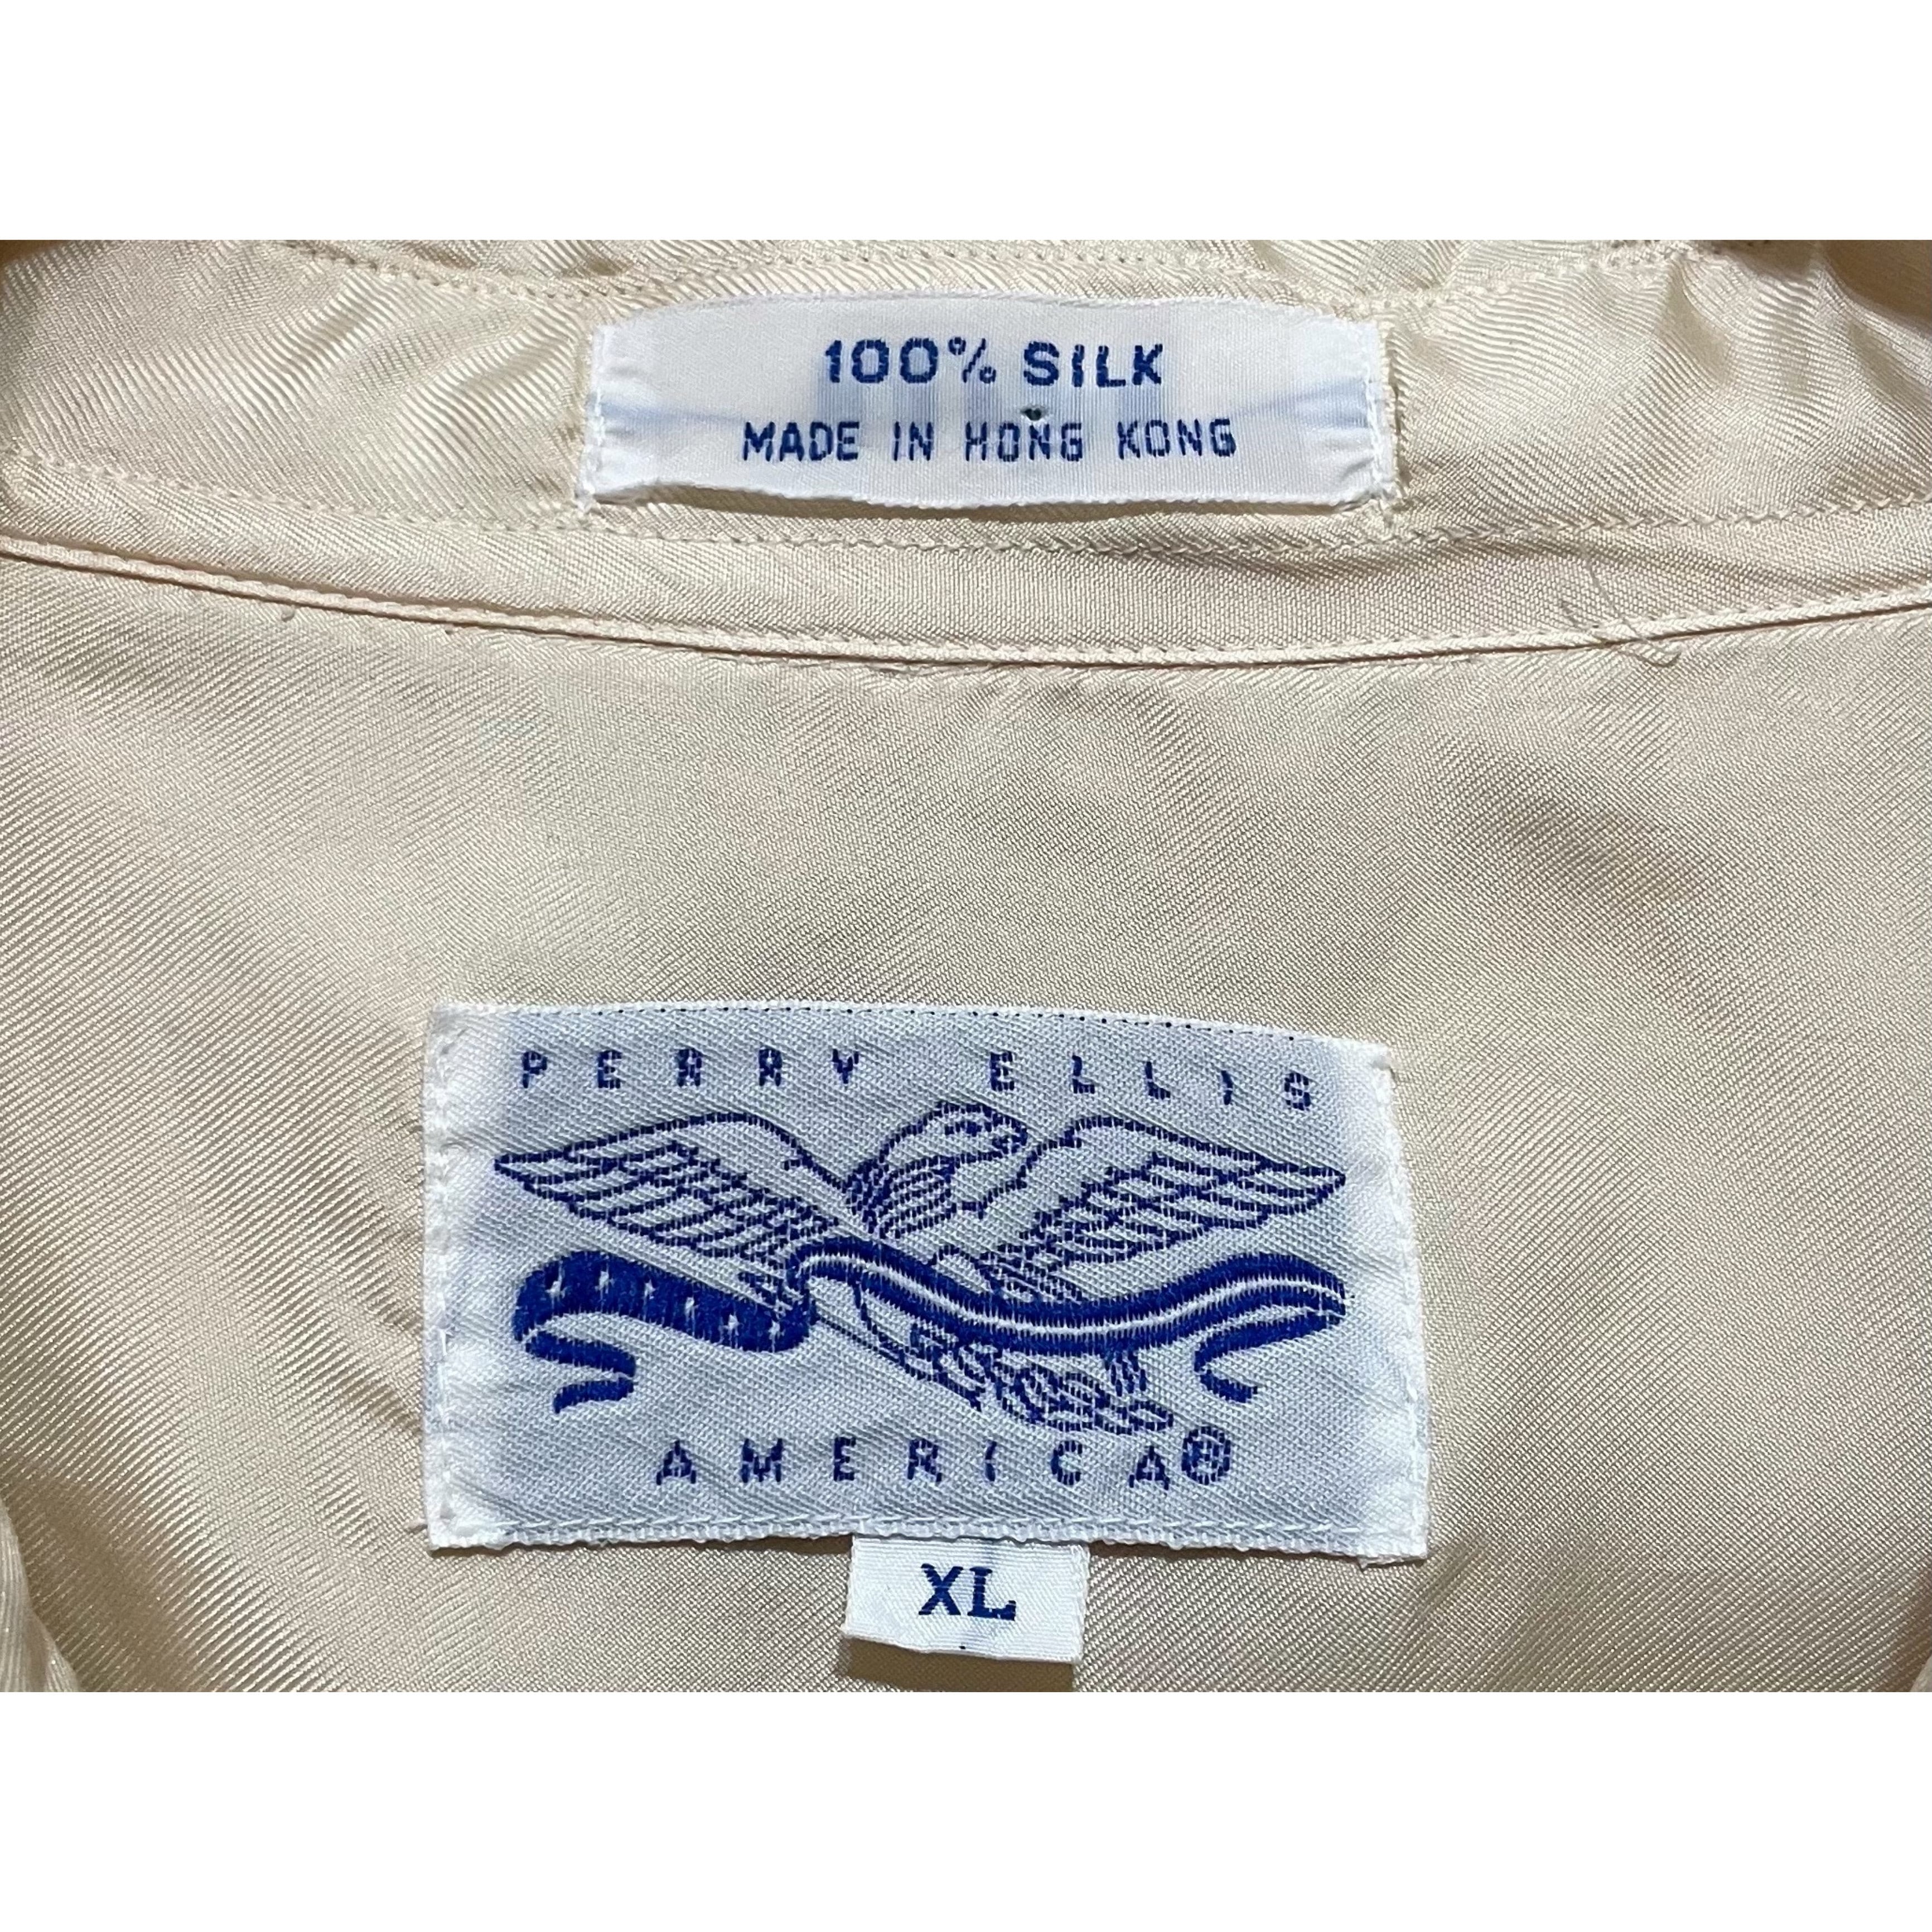 100% SILK
MADE IN HONG KONG
PERRY ELLIS
AMERICA®
XL